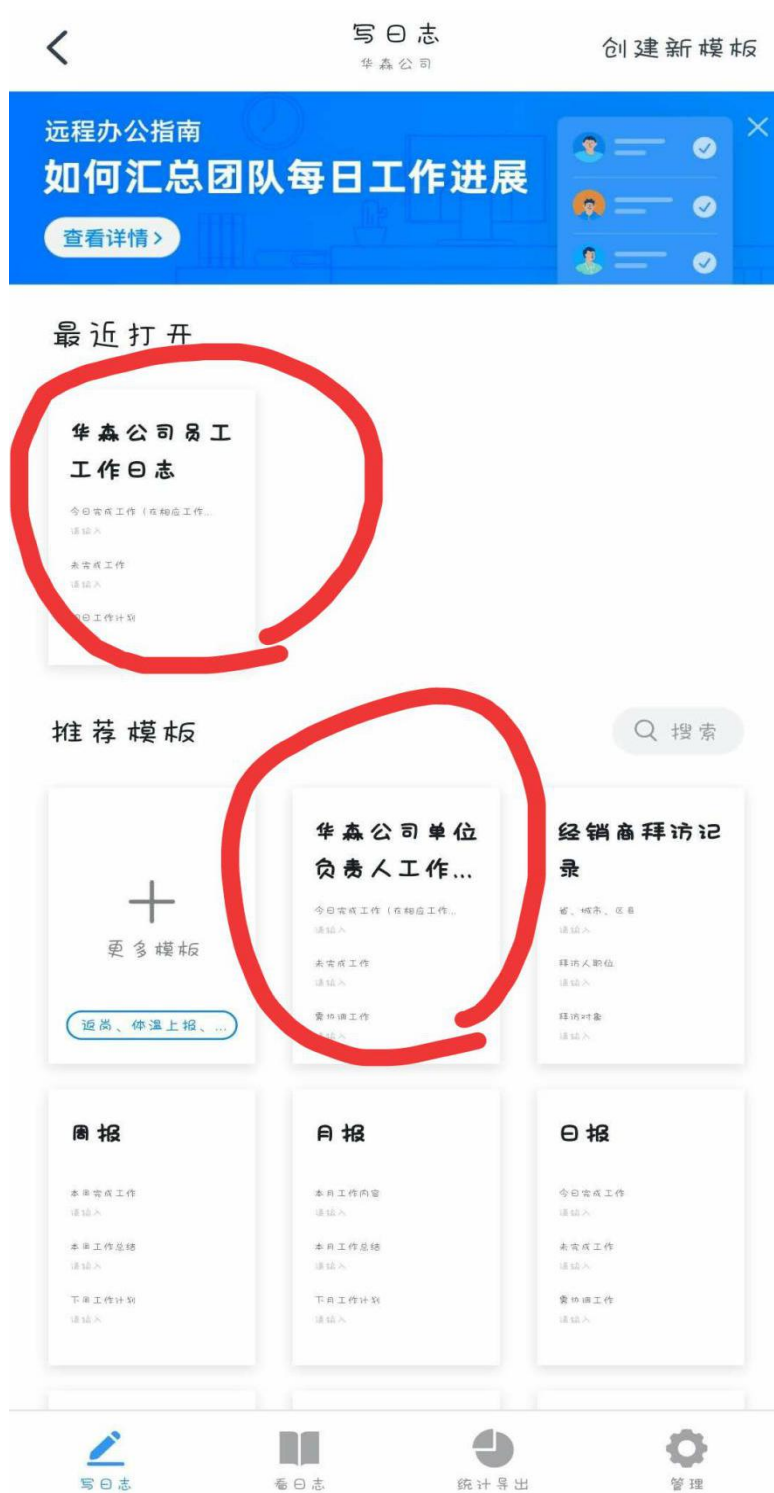 写日志
创建新模板
华森公司
远程办公指南
如何汇总团队每日工作进展
查看详情>
最近打开
华森公司员工
工作日志
今日完成工作（在相应工作...
请输入
未完成工作
请输入
明日工作计划
推荐模板
搜索
更多模板
返岗、体温上报、...
华森公司单位
负责人工作...
今日完成工作（在相应工作...
请输入
未完成工作
请输入
需协调工作
请输入
经销商拜访记
录
省、城市、区县
请输入
拜访人职位
请输入
拜访对象
请输入
周报
本周完成工作
请输入
本周工作总结
请输入
下周工作计划
请输入
月报
本月工作内容
请输入
本月工作总结
请输入
下月工作计划
请输入
日报
今日完成工作
请输入
未完成工作
请输入
需协调工作
请输入
写日志
看日志
统计导出
管理